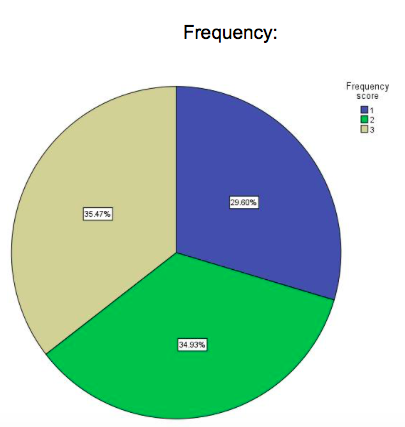 Frequency:
Frequency
score
1
2
3
29.60%
35.47%
34.93%